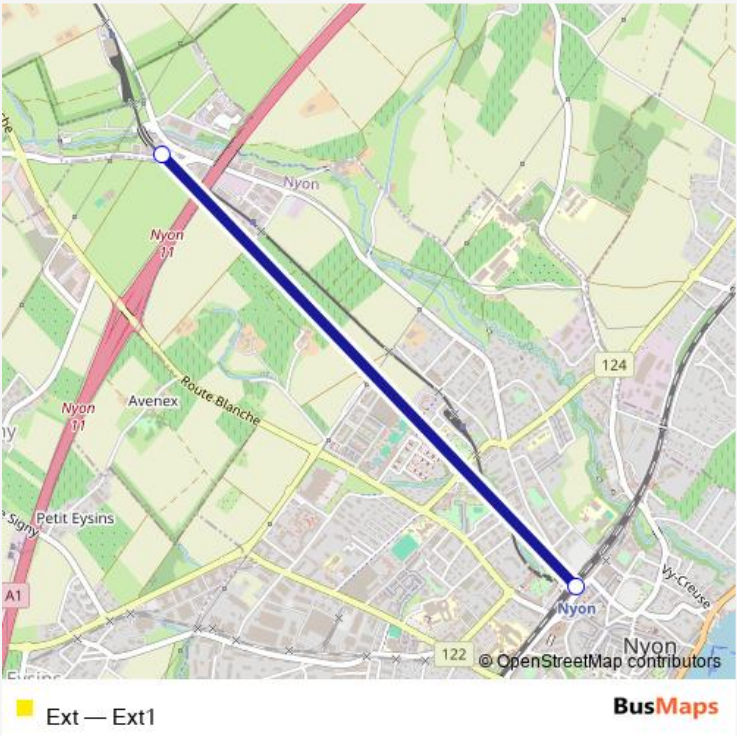 Nyon
Nyon
11
124
Avenex
Route Blanche
Nyon
11
Petit Eysins
e Signy
A1
Vy-Creuse
Nyon
Nyon
122
© OpenStreetMap contributors
Ext — Ext1
BusMaps